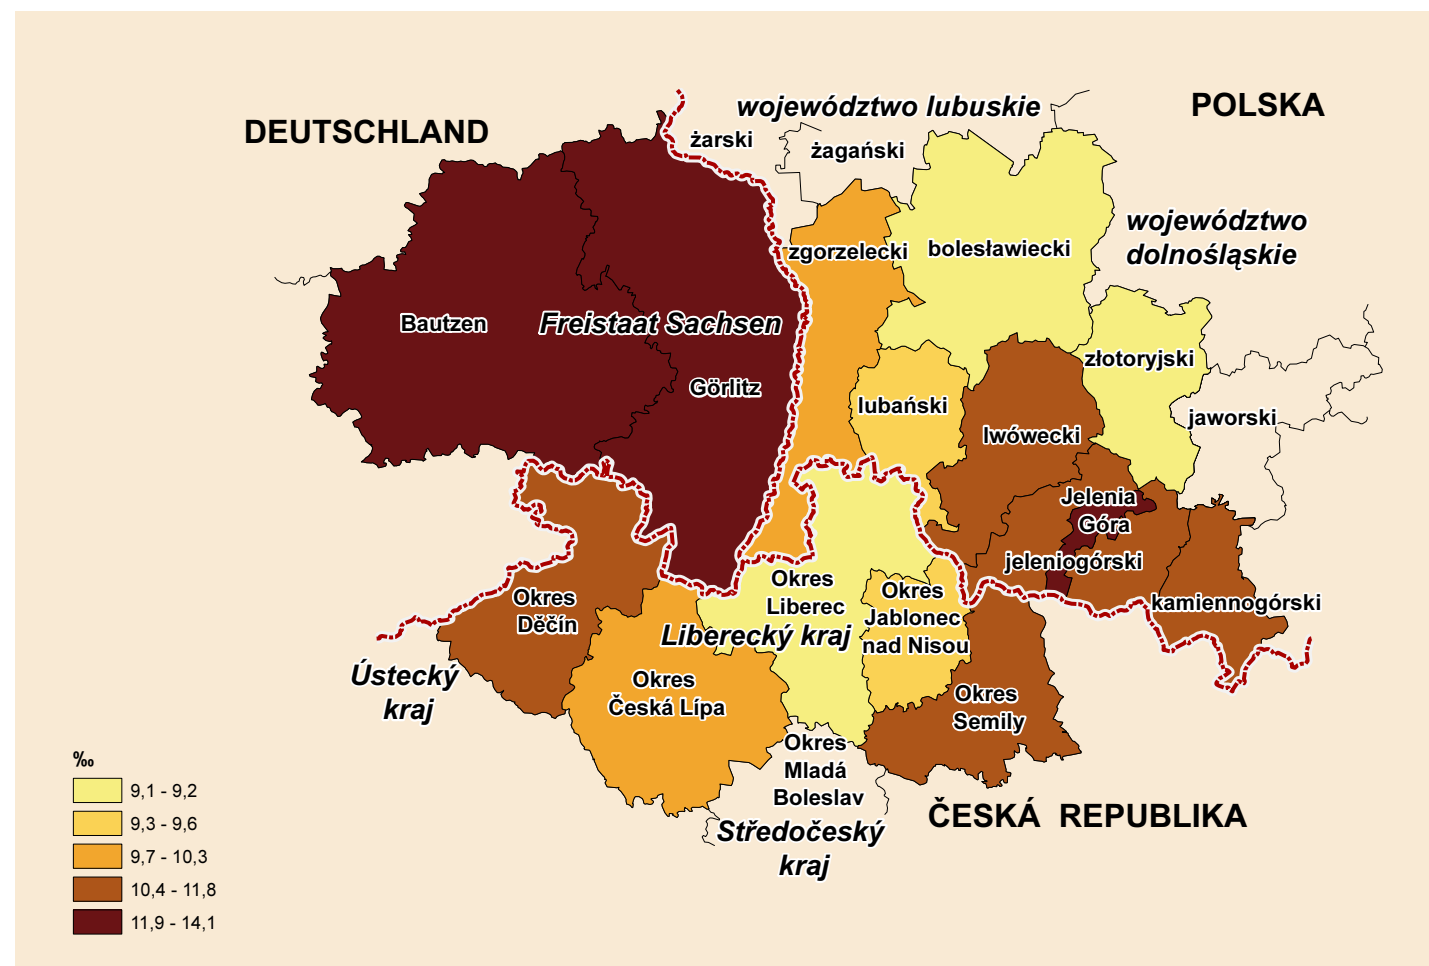 DEUTSCHLAND
województwo lubuskie
POLSKA
żarski
żagański
województwo
dolnośląskie
zgorzelecki
bolesławiecki
Bautzen
Freistaat Sachsen
Görlitz
złotoryjski
lubański
lwówecki
jaworski
Jelenia
Góra
jeleniogórski
kamiennogórski
Okres
Děčín
Okres
Liberec
Okres
Jablonec
nad Nisou
Liberecký kraj
Ústecký
kraj
Okres
Česká Lípa
Okres
Semily
Okres
Mladá
Boleslav
Středočeský
kraj
ČESKÁ REPUBLIKA
‰
9,1 - 9,2
9,3 - 9,6
9,7 - 10,3
10,4 - 11,8
11,9 - 14,1